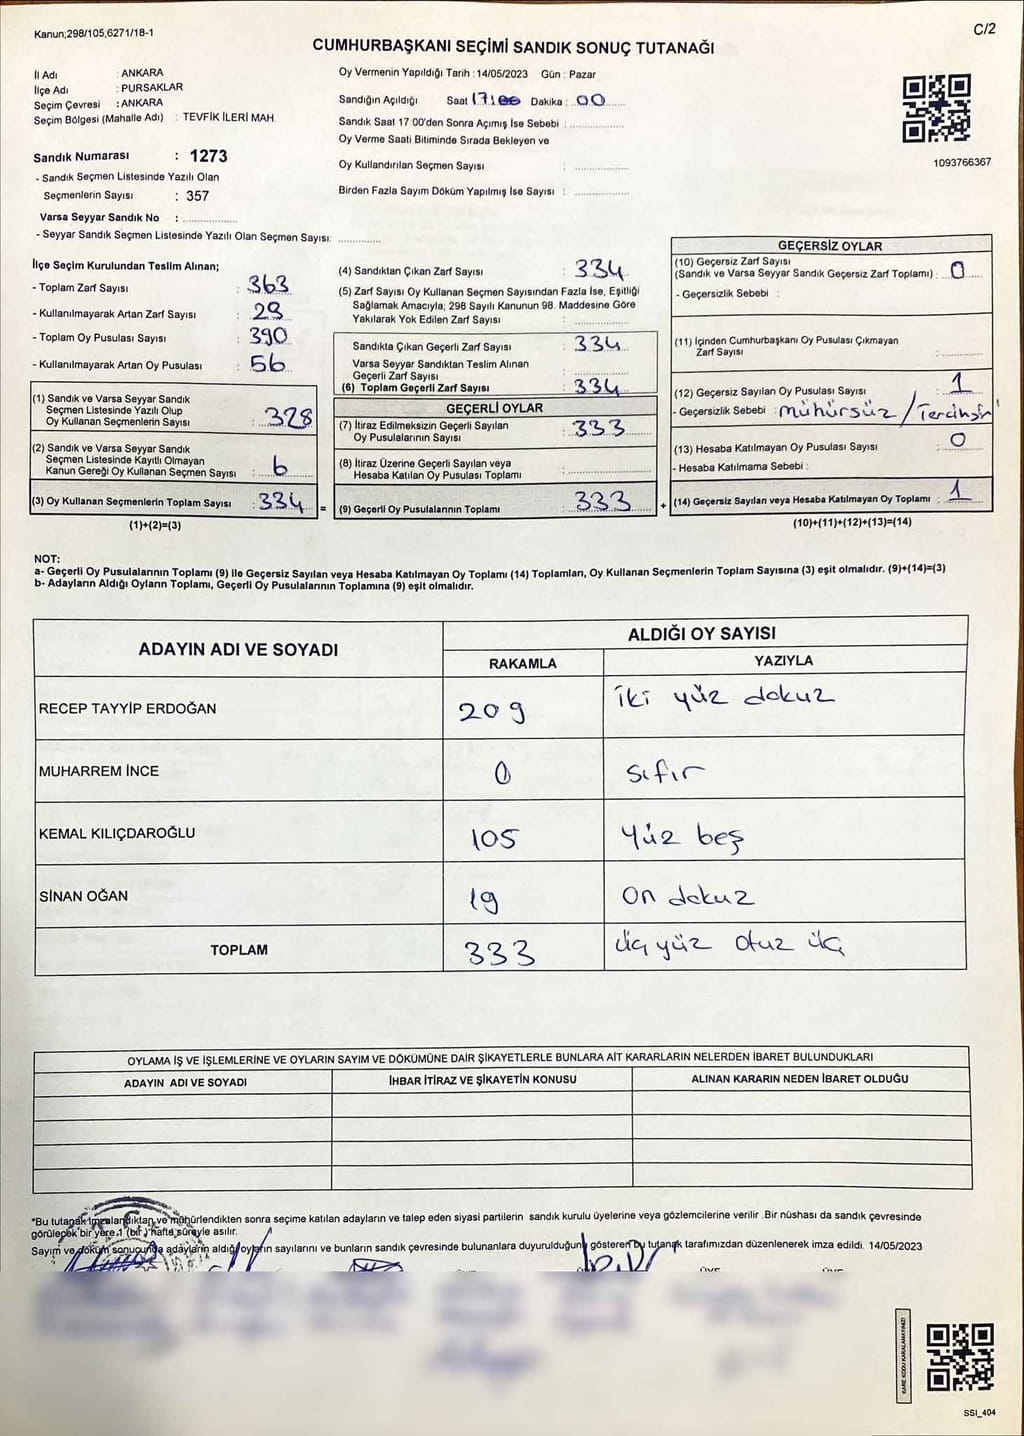 Kanun;298/105,6271/18-1
C/2
CUMHURBAŞKANI SEÇİMİ SANDIK SONUÇ TUTANAĞI
İl Adı : ANKARA
İlçe Adı : PURSAKLAR
Seçim Çevresi : ANKARA
Seçim Bölgesi (Mahalle Adı) : TEVFİK İLERİ MAH.
Sandık Numarası : 1273
- Sandık Seçmen Listesinde Yazılı Olan
Seçmenlerin Sayısı : 357
Varsa Seyyar Sandık No :
- Seyyar Sandık Seçmen Listesinde Yazılı Olan Seçmen Sayısı:
Oy Vermenin Yapıldığı Tarih : 14/05/2023 Gün : Pazar
Sandığın Açıldığı Saat 17:00 Dakika : 00
Sandık Saat 17 00'den Sonra Açımış İse Sebebi :
Oy Verme Saati Bitiminde Sırada Bekleyen ve
Oy Kullandırılan Seçmen Sayısı :
Birden Fazla Sayım Döküm Yapılmış İse Sayısı :
1093766367
İlçe Seçim Kurulundan Teslim Alınan;
- Toplam Zarf Sayısı : 363
- Kullanılmayarak Artan Zarf Sayısı : 29
- Toplam Oy Pusulası Sayısı : 390
- Kullanılmayarak Artan Oy Pusulası : 56
(1) Sandık ve Varsa Seyyar Sandık
Seçmen Listesinde Yazılı Olup
Oy Kullanan Seçmenlerin Sayısı : 328
(2) Sandık ve Varsa Seyyar Sandık
Seçmen Listesinde Kayıtlı Olmayan
Kanun Gereği Oy Kullanan Seçmen Sayısı : 6
(3) Oy Kullanan Seçmenlerin Toplam Sayısı : 334 =
(1)+(2)=(3)
(4) Sandıktan Çıkan Zarf Sayısı : 334
(5) Zarf Sayısı Oy Kullanan Seçmen Sayısından Fazla İse, Eşitliği
Sağlamak Amacıyla; 298 Sayılı Kanunun 98. Maddesine Göre
Yakılarak Yok Edilen Zarf Sayısı :
Sandıkta Çıkan Geçerli Zarf Sayısı : 334
Varsa Seyyar Sandıktan Teslim Alınan
Geçerli Zarf Sayısı :
(6) Toplam Geçerli Zarf Sayısı : 334
GEÇERLİ OYLAR
(7) İtiraz Edilmeksizin Geçerli Sayılan
Oy Pusulalarının Sayısı : 333
(8) İtiraz Üzerine Geçerli Sayılan veya
Hesaba Katılan Oy Pusulası Toplamı :
(9) Geçerli Oy Pusulalarının Toplamı : 333 +
GEÇERSİZ OYLAR
(10) Geçersiz Zarf Sayısı
(Sandık ve Varsa Seyyar Sandık Geçersiz Zarf Toplamı) : 0
- Geçersizlik Sebebi :
(11) İçinden Cumhurbaşkanı Oy Pusulası Çıkmayan
Zarf Sayısı :
(12) Geçersiz Sayılan Oy Pusulası Sayısı : 1
- Geçersizlik Sebebi : mühürsüz /
(13) Hesaba Katılmayan Oy Pusulası Sayısı : 0
- Hesaba Katılmama Sebebi :
(14) Geçersiz Sayılan veya Hesaba Katılmayan Oy Toplamı : 1
(10)+(11)+(12)+(13)=(14)
NOT:
a- Geçerli Oy Pusulalarının Toplamı (9) ile Geçersiz Sayılan veya Hesaba Katılmayan Oy Toplamı (14) Toplamları, Oy Kullanan Seçmenlerin Toplam Sayısına (3) eşit olmalıdır. (9)+(14)=(3)
b- Adayların Aldığı Oyların Toplamı, Geçerli Oy Pusulalarının Toplamına (9) eşit olmalıdır.
ADAYIN ADI VE SOYADI ALDIĞI OY SAYISI
RAKAMLA YAZIYLA
RECEP TAYYİP ERDOĞAN 209 iki yüz dokuz
MUHARREM İNCE 0 sıfır
KEMAL KILIÇDAROĞLU 105 Yüz beş
SİNAN OĞAN 19 On dokuz
TOPLAM 333 üç yüz otuz üç
OYLAMA İŞ VE İŞLEMLERİNE VE OYLARIN SAYIM VE DÖKÜMÜNE DAİR ŞİKAYETLERLE BUNLARA AİT KARARLARIN NELERDEN İBARET BULUNDUKLARI
ADAYIN ADI VE SOYADI İHBAR İTİRAZ VE ŞİKAYETİN KONUSU ALINAN KARARIN NEDEN İBARET OLDUĞU
*Bu tutanak imzalandıktan ve mühürlendikten sonra seçime katılan adayların ve talep eden siyasi partilerin sandık kurulu üyelerine veya gözlemcilerine verilir .Bir nüshası da sandık çevresinde
görülecek bir yere 1 (bir) hafta süreyle asılır.
Sayım ve döküm sonucunda adayların aldığı oyların sayılarını ve bunların sandık çevresinde bulunanlara duyurulduğunu gösteren bu tutanak tarafımızdan düzenlenerek imza edildi. 14/05/2023
KARE KODU KARALAMAYINIZ!
SSI_404